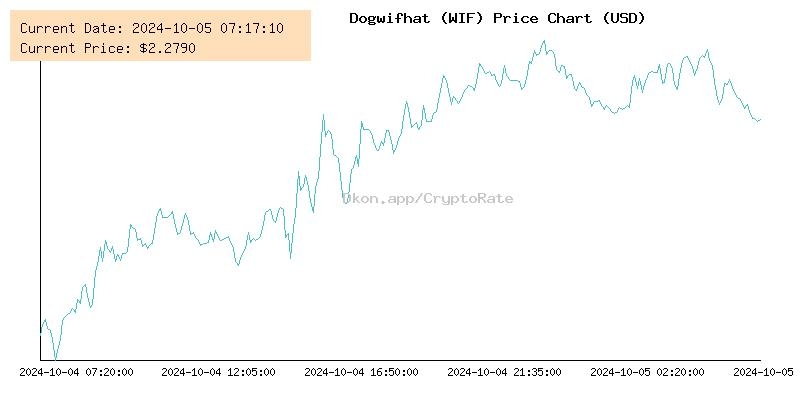 Dogwifhat (WIF) Price Chart (USD)
Current Date: 2024-10-05 07:17:10
Current Price: $2.2790
Ukon.app/CryptoRate
2024-10-04 07:20:00 2024-10-04 12:05:00 2024-10-04 16:50:00 2024-10-04 21:35:00 2024-10-05 02:20:00 2024-10-05